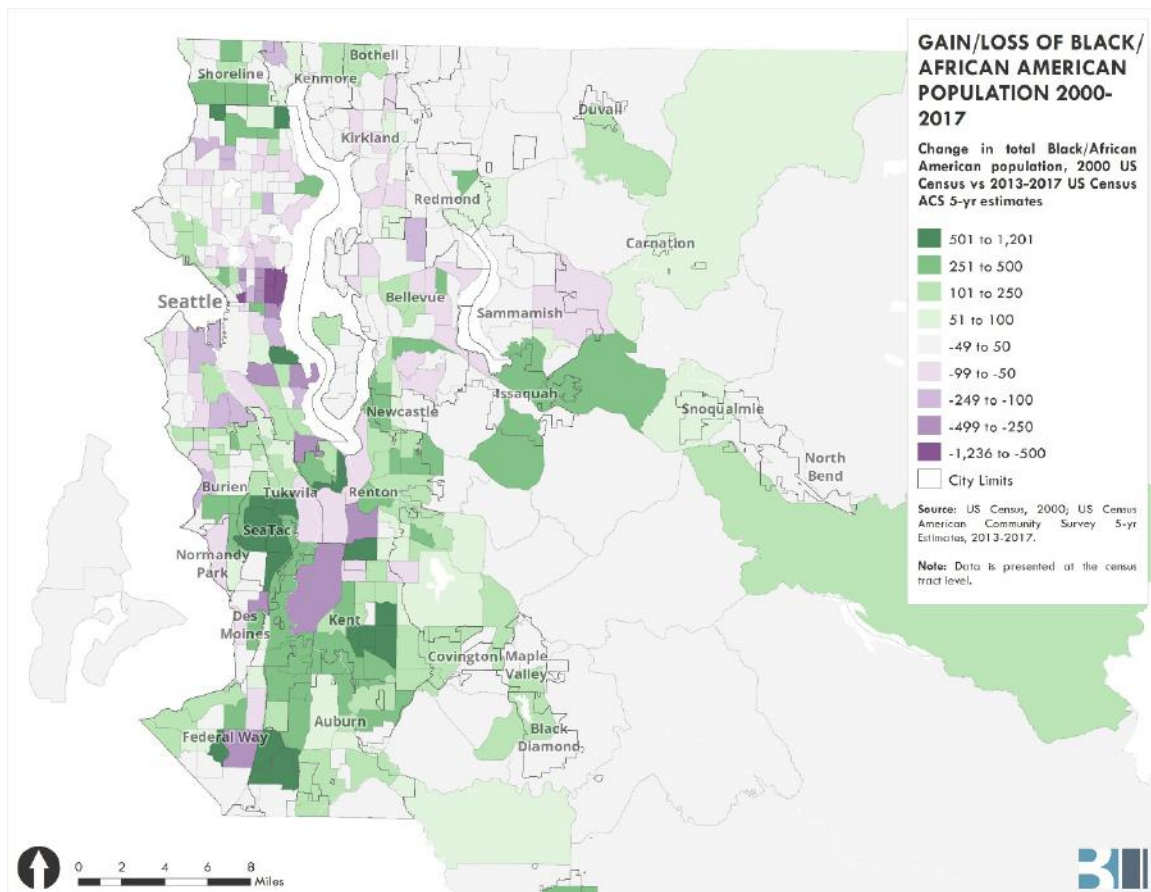 GAIN/LOSS OF BLACK/
AFRICAN AMERICAN
POPULATION 2000-
2017
Change in total Black/African
American population, 2000 US
Census vs 2013-2017 US Census
ACS 5-yr estimates
501 to 1,201
251 to 500
101 to 250
51 to 100
-49 to 50
-99 to -50
-249 to -100
-499 to -250
-1,236 to -500
City Limits
Source: US Census, 2000; US Census
American Community Survey 5-yr
Estimates, 2013-2017.
Note: Data is presented at the census
tract level.
Bothell
Shoreline
Kenmore
Duvall
Kirkland
Redmond
Carnation
Bellevue
Seattle
Sammamish
Issaquah
Newcastle
Snoqualmie
North
Bend
Burien
Tukwila
Renton
SeaTac
Normandy
Park
Des
Moines
Kent
Covington
Maple
Valley
Auburn
Black
Diamond
Federal Way
0 2 4 6 8
Miles